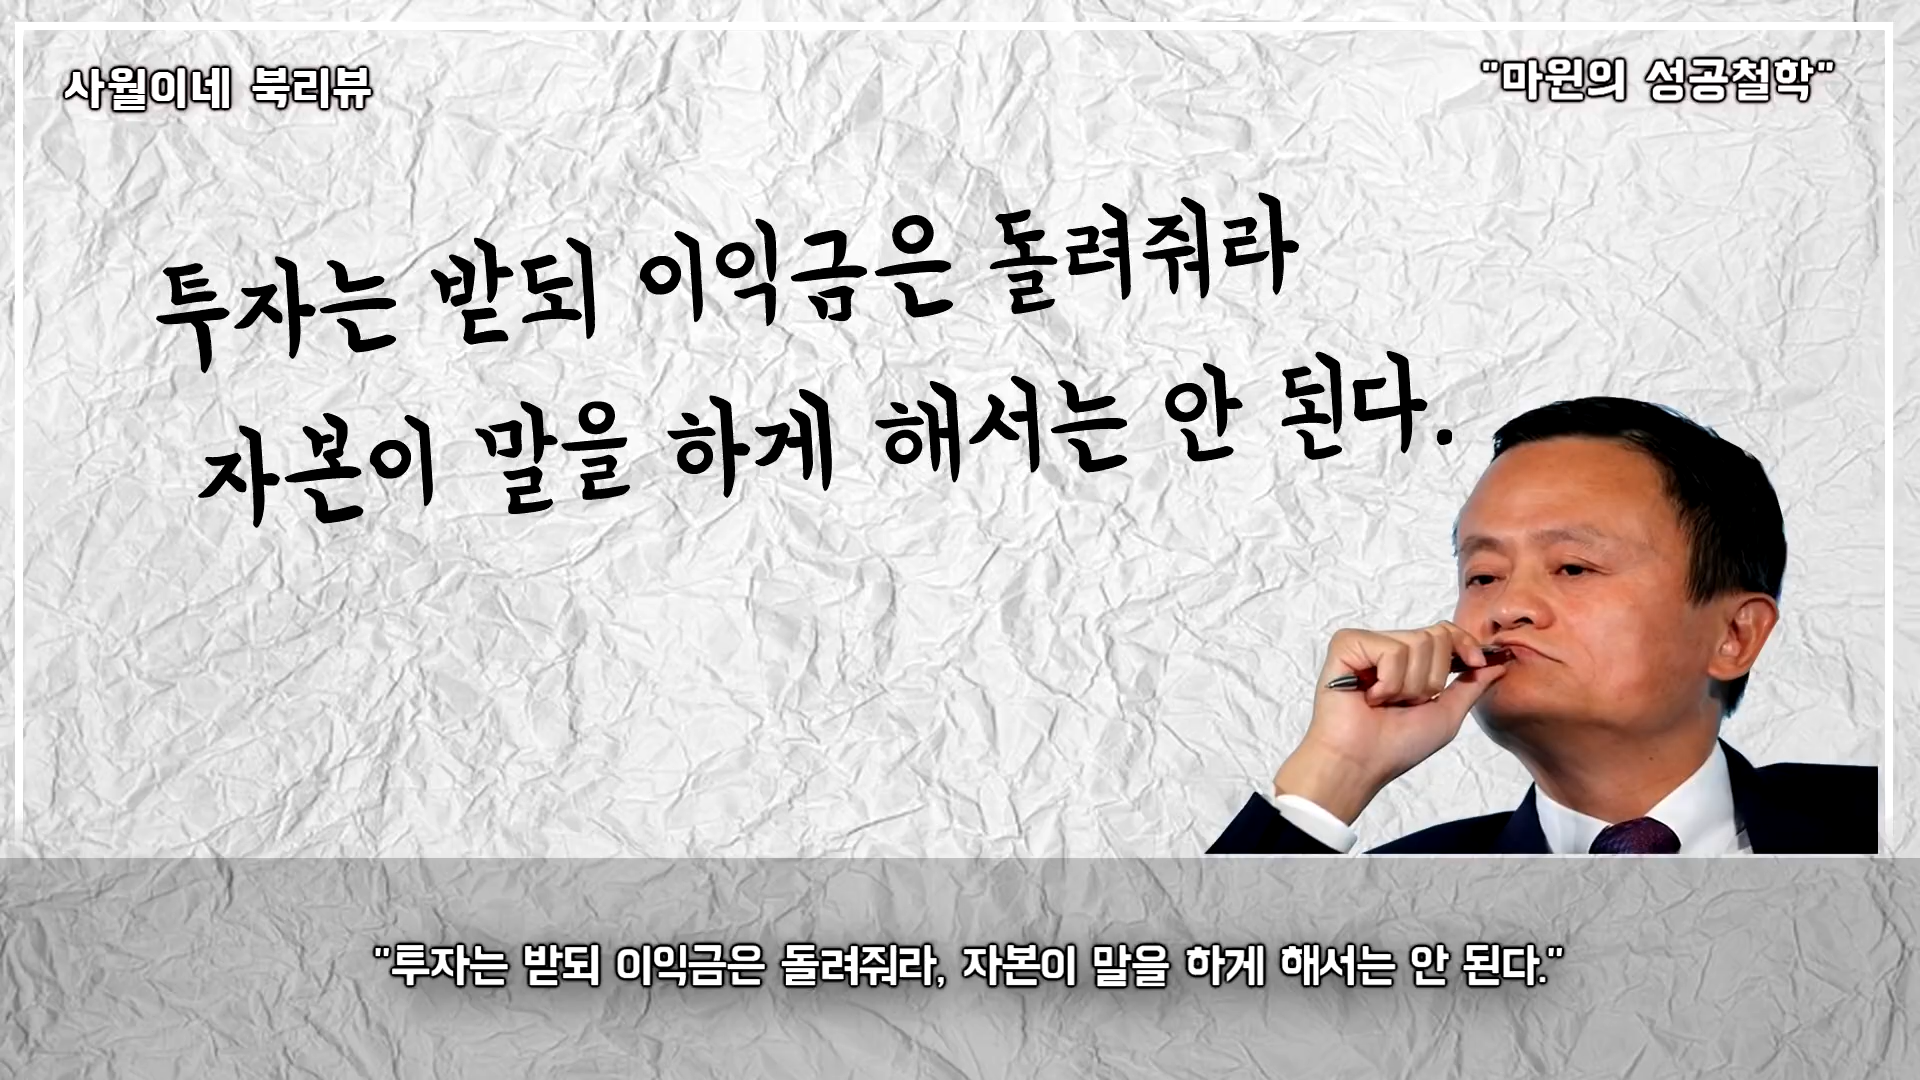 사월이네 북리뷰
"마윈의 성공철학"
투자는 받되 이익금은 돌려줘라
자본이 말을 하게 해서는 안 된다.
"투자는 받되 이익금은 돌려줘라, 자본이 말을 하게 해서는 안 된다."